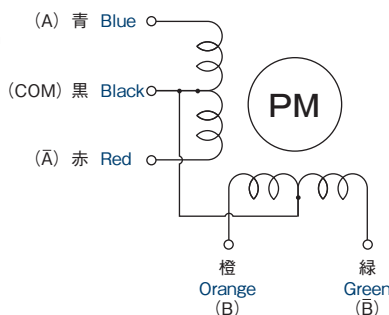 (A) 青 Blue
(COM) 黒 Black
PM
(Ā) 赤 Red
橙
Orange
(B)
緑
Green
(B̄)